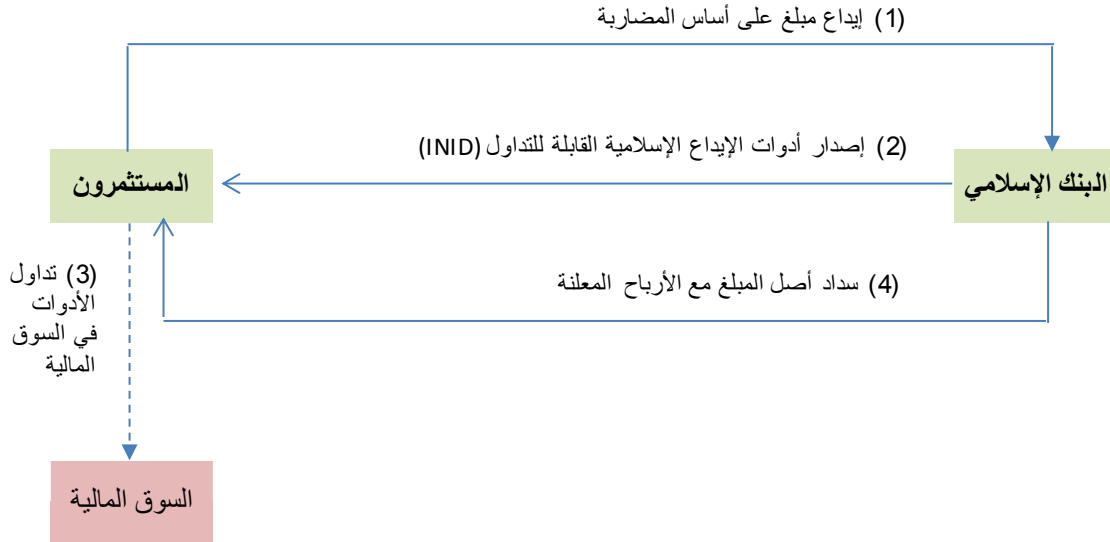 (1) إيداع مبلغ على أساس المضاربة
(2) إصدار أدوات الإيداع الإسلامية القابلة للتداول (INID)
البنك الإسلامي
المستثمرون
(3) تداول
الأدوات
في السوق
المالية
(4) سداد أصل المبلغ مع الأرباح المعلنة
السوق المالية